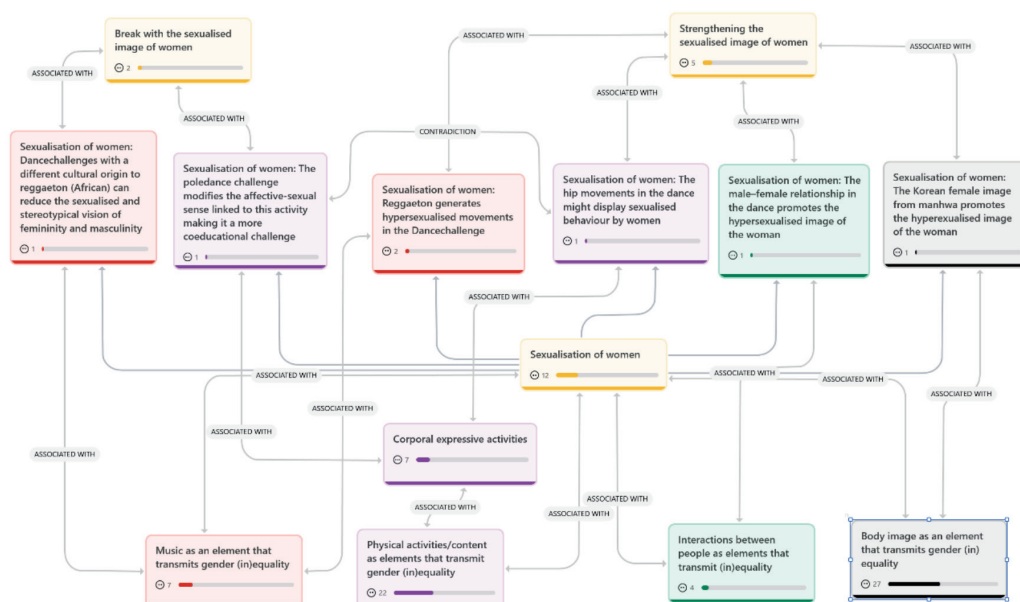 Break with the sexualised
image of women
2
Strengthening the
sexualised image of women
5
ASSOCIATED WITH
ASSOCIATED WITH
ASSOCIATED WITH
ASSOCIATED WITH
ASSOCIATED WITH
ASSOCIATED WITH
CONTRADICTION
Sexualisation of women:
Dancechallenges with a
different cultural origin to
reggaeton (African) can
reduce the sexualised and
stereotypical vision of
femininity and masculinity
1
Sexualisation of women: The
poledance challenge
modifies the affective-sexual
sense linked to this activity
making it a more
coeducational challenge
1
Sexualisation of women:
Reggaeton generates
hypersexualised movements
in the Dancechallenge
2
Sexualisation of women: The
hip movements in the dance
might display sexualised
behaviour by women
1
Sexualisation of women: The
male–female relationship in
the dance promotes the
hypersexualised image of
the woman
1
Sexualisation of women:
The Korean female image
from manhwa promotes
the hyperexualised image
of the woman
1
ASSOCIATED WITH
Sexualisation of women
12
ASSOCIATED WITH
ASSOCIATED WITH
ASSOCIATED WITH
ASSOCIATED WITH
ASSOCIATED WITH
ASSOCIATED WITH
Corporal expressive activities
7
ASSOCIATED WITH
ASSOCIATED WITH
ASSOCIATED WITH
ASSOCIATED WITH
ASSOCIATED WITH
Music as an element that
transmits gender (in)equality
7
Physical activities/content
as elements that transmit
gender (in)equality
22
Interactions between
people as elements that
transmit (in)equality
4
Body image as an element
that transmits gender (in)
equality
27